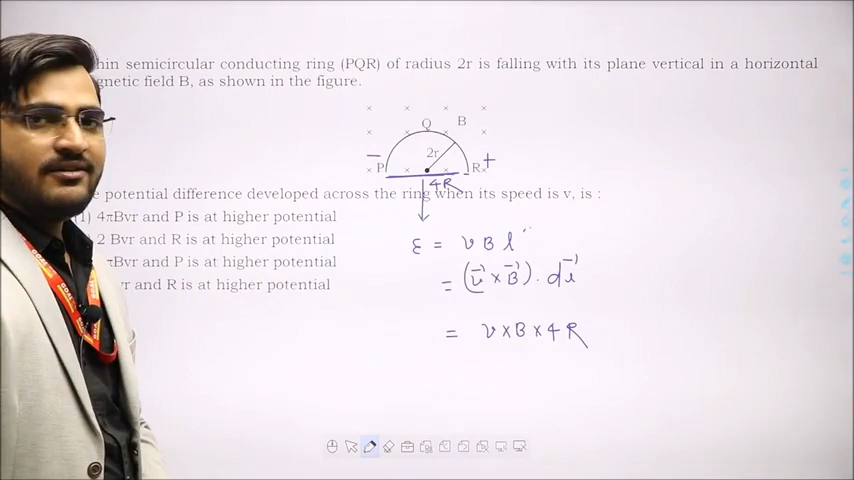 hin semicircular conducting ring (PQR) of radius 2r is falling with its plane vertical in a horizontal
gnetic field B, as shown in the figure.
Q B
2r
− P R +
4R
e potential difference developed across the ring when its speed is v, is :
(1) 4πBvr and P is at higher potential
2 Bvr and R is at higher potential
πBvr and P is at higher potential
vr and R is at higher potential
ε = v B l
= (v × B) . dl
= v × B × 4 R